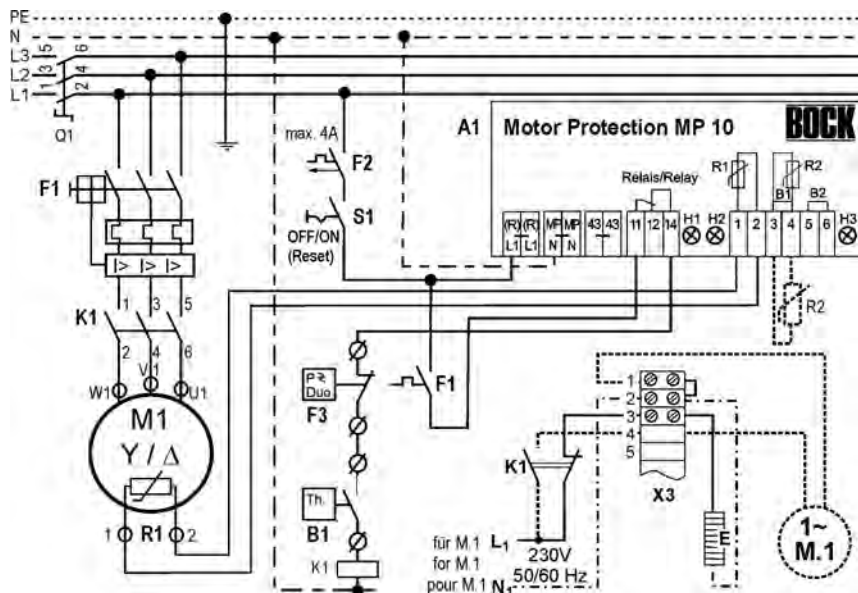 PE
N
L3 5 6
L2 3 4
L1 1 2
Q1
max. 4A
F2
S1
OFF/ON
(Reset)
A1 Motor Protection MP 10 BOCK
Relais/Relay
R1
R2
B1
B2
(R) (R) MP MP 43 43 11 12 14 H1 H2 1 2 3 4 5 6 H3
L1 L1 N N
F1
I> I> I>
1 3 5
K1
2 4 6
W1 V1 U1
M1
Y / Δ
1 R1 2
P R.
Duo
F3
F1
Th.
B1
K1
R2
1
2
3
4
5
X3
K1
E
1~
M.1
für M.1 L1
for M.1 230V
pour M.1 N1 50/60 Hz